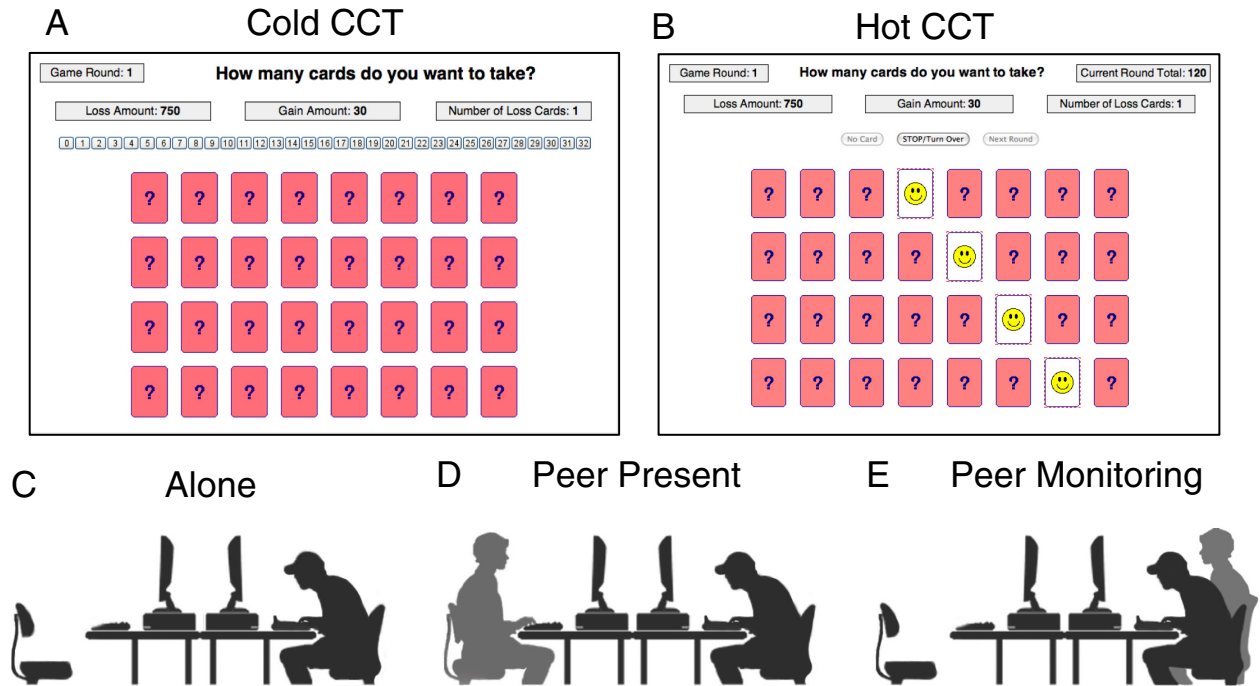 A Cold CCT
Game Round: 1 How many cards do you want to take?
Loss Amount: 750 Gain Amount: 30 Number of Loss Cards: 1
0 1 2 3 4 5 6 7 8 9 10 11 12 13 14 15 16 17 18 19 20 21 22 23 24 25 26 27 28 29 30 31 32
? ? ? ? ? ? ? ?
? ? ? ? ? ? ? ?
? ? ? ? ? ? ? ?
? ? ? ? ? ? ? ?
B Hot CCT
Game Round: 1 How many cards do you want to take? Current Round Total: 120
Loss Amount: 750 Gain Amount: 30 Number of Loss Cards: 1
No Card STOP/Turn Over Next Round
? ? ? ? ? ? ?
? ? ? ? ? ? ?
? ? ? ? ? ? ?
? ? ? ? ? ? ?
C Alone
D Peer Present
E Peer Monitoring